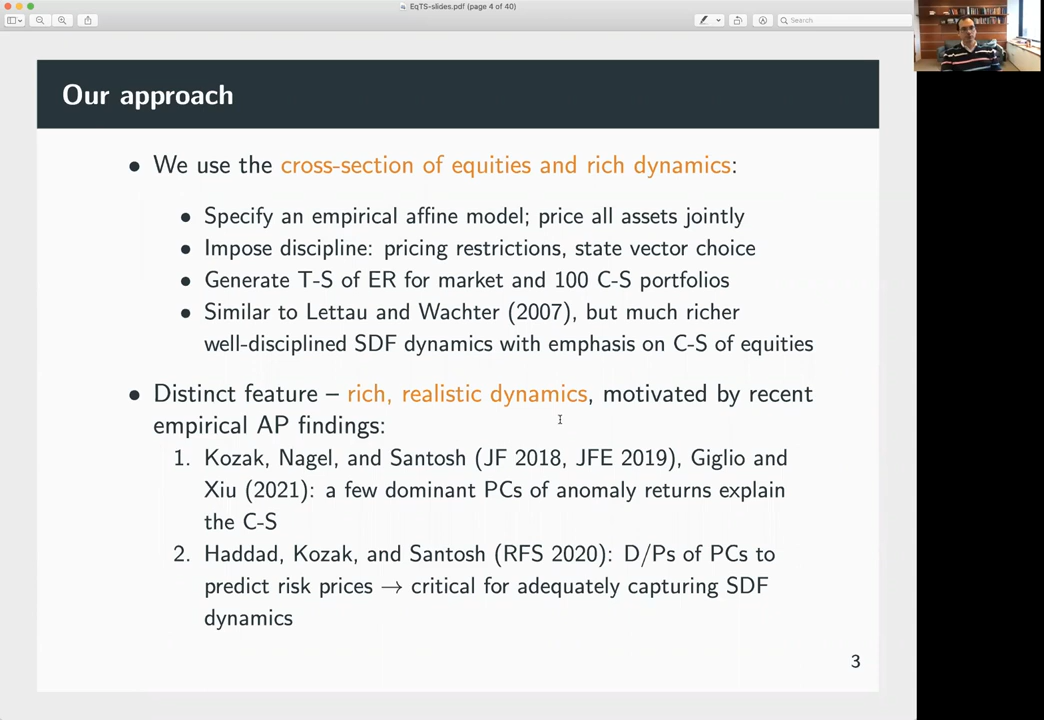 EqTS-slides.pdf (page 4 of 40)
Search
Our approach
• We use the cross-section of equities and rich dynamics:
• Specify an empirical affine model; price all assets jointly
• Impose discipline: pricing restrictions, state vector choice
• Generate T-S of ER for market and 100 C-S portfolios
• Similar to Lettau and Wachter (2007), but much richer
well-disciplined SDF dynamics with emphasis on C-S of equities
• Distinct feature – rich, realistic dynamics, motivated by recent
empirical AP findings:
1. Kozak, Nagel, and Santosh (JF 2018, JFE 2019), Giglio and
Xiu (2021): a few dominant PCs of anomaly returns explain
the C-S
2. Haddad, Kozak, and Santosh (RFS 2020): D/Ps of PCs to
predict risk prices → critical for adequately capturing SDF
dynamics
3